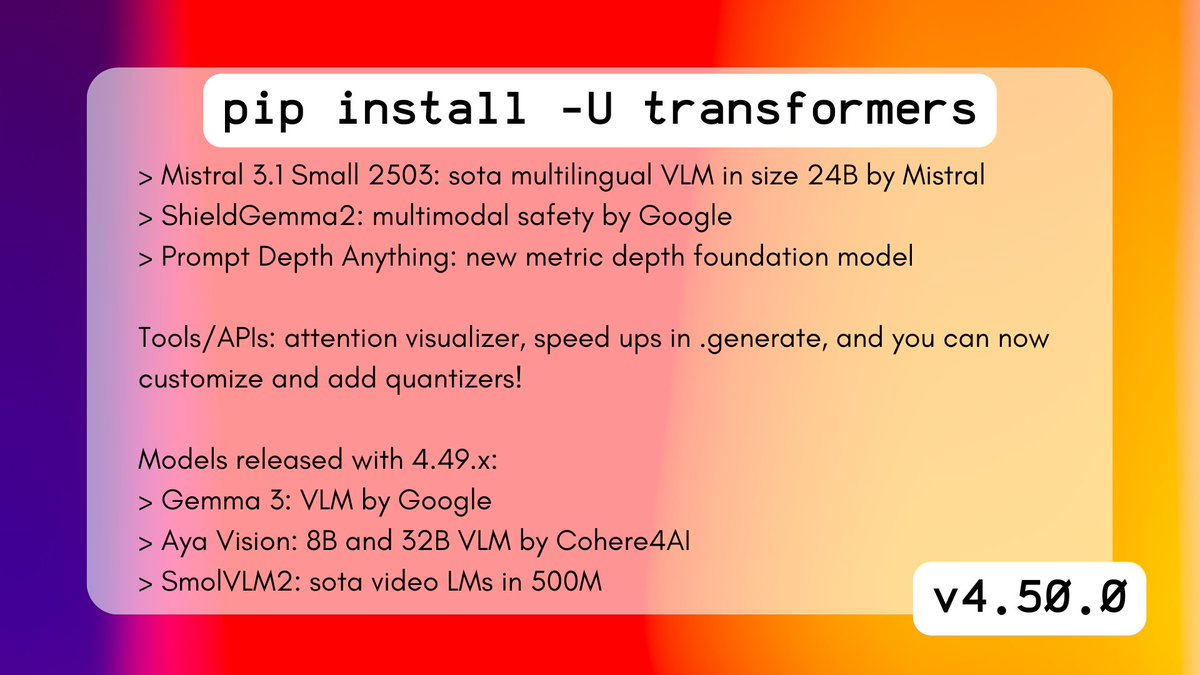 pip install -U transformers
> Mistral 3.1 Small 2503: sota multilingual VLM in size 24B by Mistral
> ShieldGemma2: multimodal safety by Google
> Prompt Depth Anything: new metric depth foundation model
Tools/APIs: attention visualizer, speed ups in .generate, and you can now
customize and add quantizers!
Models released with 4.49.x:
> Gemma 3: VLM by Google
> Aya Vision: 8B and 32B VLM by Cohere4AI
> SmolVLM2: sota video LMs in 500M
v4.50.0